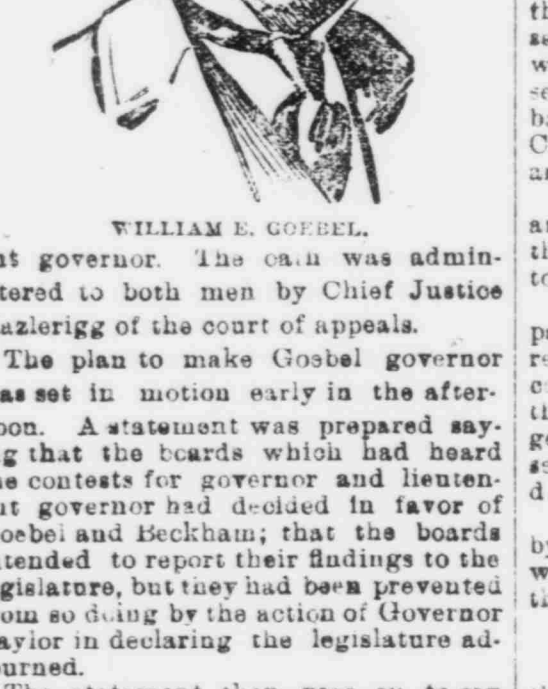 WILLIAM E. GOEBEL.
nt governor. The oath was admin-
tered to both men by Chief Justice
azlerigg of the court of appeals.
The plan to make Goebel governor
as set in motion early in the after-
oon. A statement was prepared say-
g that the boards which had heard
e contests for governor and lieuten-
nt governor had decided in favor of
oebel and Beckham; that the boards
tended to report their findings to the
gislature, but they had been prevented
om so doing by the action of Governor
aylor in declaring the legislature ad-
urned.